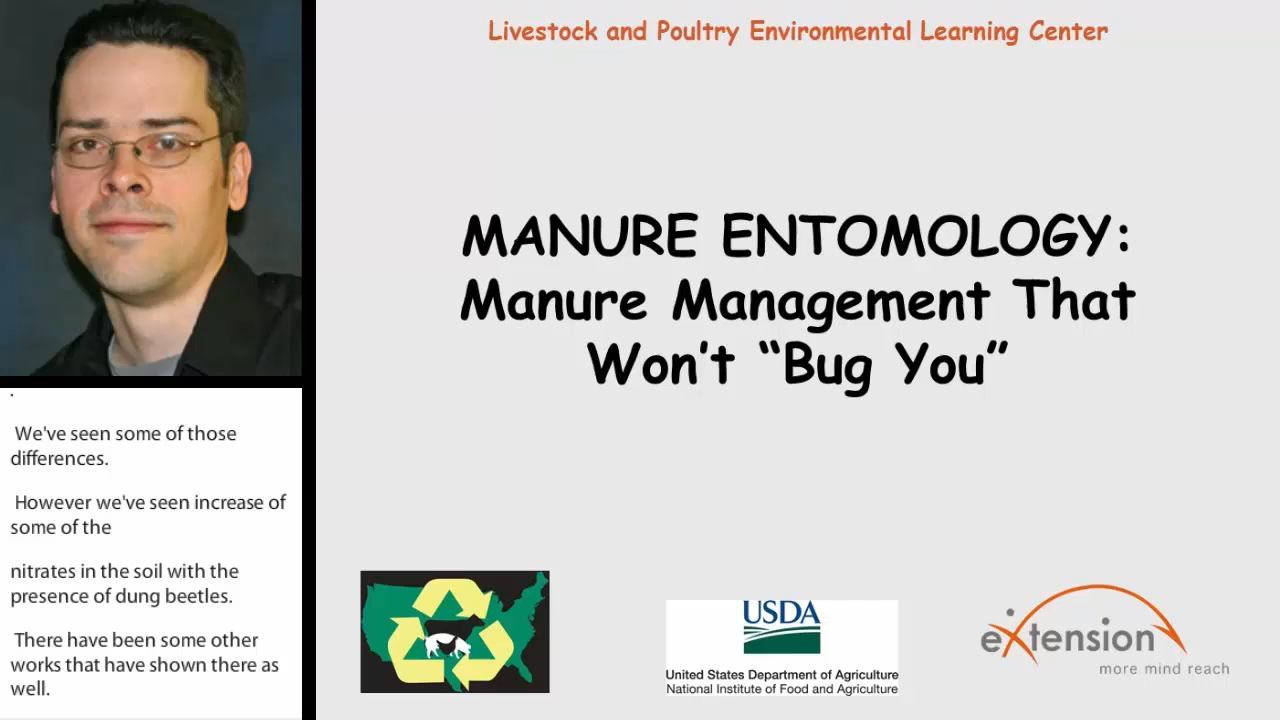 Livestock and Poultry Environmental Learning Center
MANURE ENTOMOLOGY:
Manure Management That
Won’t “Bug You”
.
We've seen some of those
differences.
However we've seen increase of
some of the
nitrates in the soil with the
presence of dung beetles.
There have been some other
works that have shown there as
well.
USDA
United States Department of Agriculture
National Institute of Food and Agriculture
eXtension
more mind reach